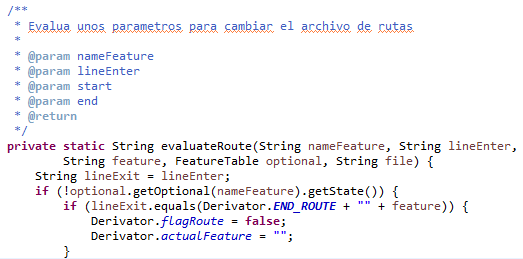 /**
 * Evalua unos parametros para cambiar el archivo de rutas
 *
 * @param nameFeature
 * @param lineEnter
 * @param start
 * @param end
 * @return
 */
private static String evaluateRoute(String nameFeature, String lineEnter,
        String feature, FeatureTable optional, String file) {
    String lineExit = lineEnter;
    if (!optional.getOptional(nameFeature).getState()) {
        if (lineExit.equals(Derivator.END_ROUTE + "" + feature)) {
            Derivator.flagRoute = false;
            Derivator.actualFeature = "";
        }